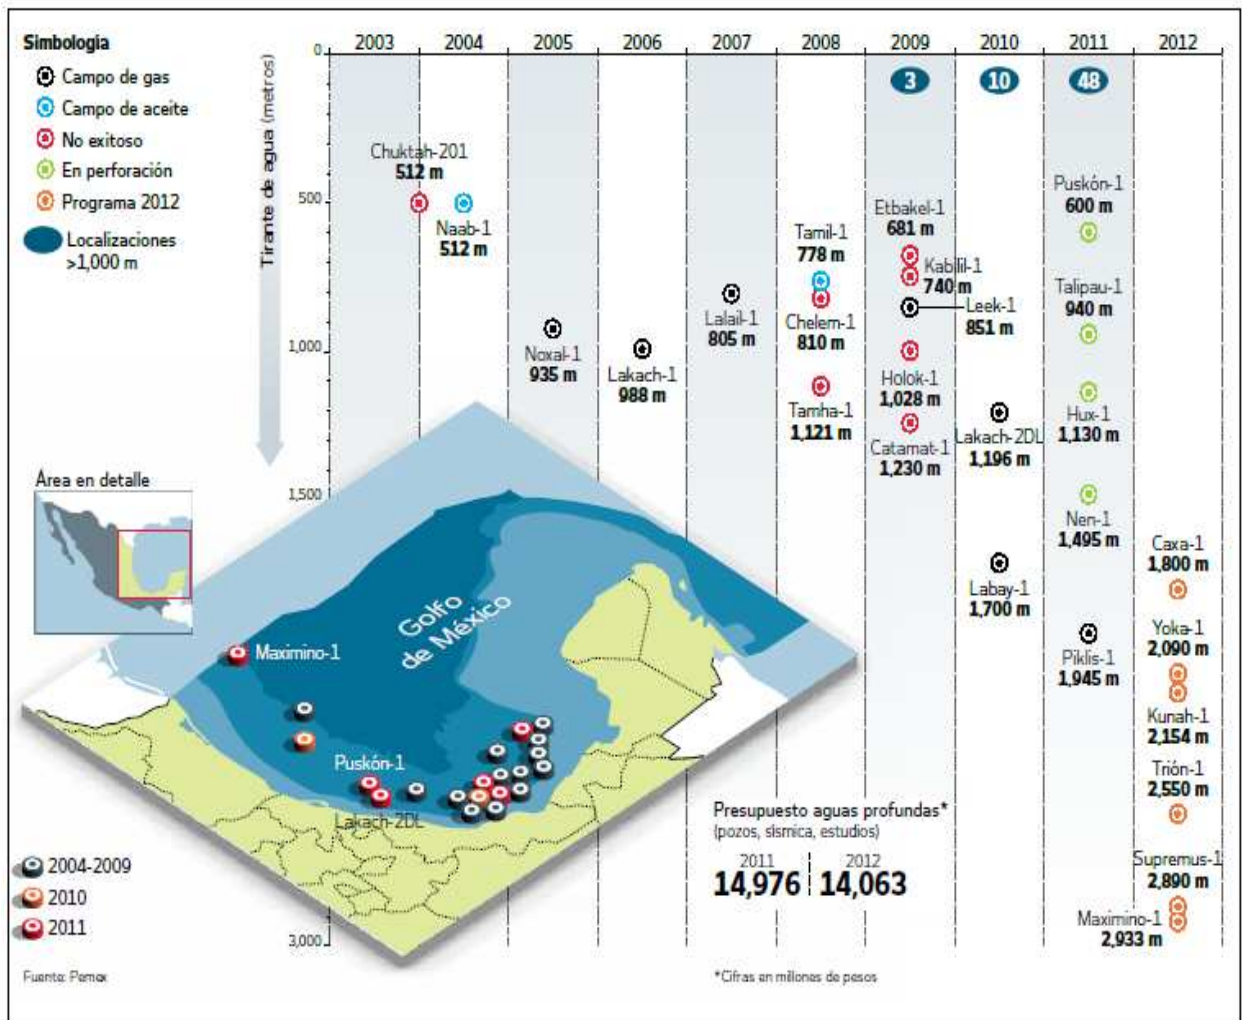 Simbología
Campo de gas
Campo de aceite
No exitoso
En perforación
Programa 2012
Localizaciones
>1,000 m
Tirante de agua (metros)
0
500
1,000
1,500
3,000
2003
2004
2005
2006
2007
2008
2009
2010
2011
2012
3
10
48
Chuktah-201
512 m
Naab-1
512 m
Noxal-1
935 m
Lakach-1
988 m
Lalail-1
805 m
Tamil-1
778 m
Chelem-1
810 m
Tamha-1
1,121 m
Etbakel-1
681 m
Kabilil-1
740 m
Leek-1
851 m
Holok-1
1,028 m
Catamat-1
1,230 m
Lakach-2DL
1,196 m
Labay-1
1,700 m
Puskón-1
600 m
Talipau-1
940 m
Hux-1
1,130 m
Nen-1
1,495 m
Piklis-1
1,945 m
Caxa-1
1,800 m
Yoka-1
2,090 m
Kunah-1
2,154 m
Trión-1
2,550 m
Supremus-1
2,890 m
Maximino-1
2,933 m
Área en detalle
Golfo
de México
Maximino-1
Puskón-1
Lakach-2DL
2004-2009
2010
2011
Presupuesto aguas profundas*
(pozos, sísmica, estudios)
2011
14,976
2012
14,063
Fuente: Pemex
*Cifras en millones de pesos